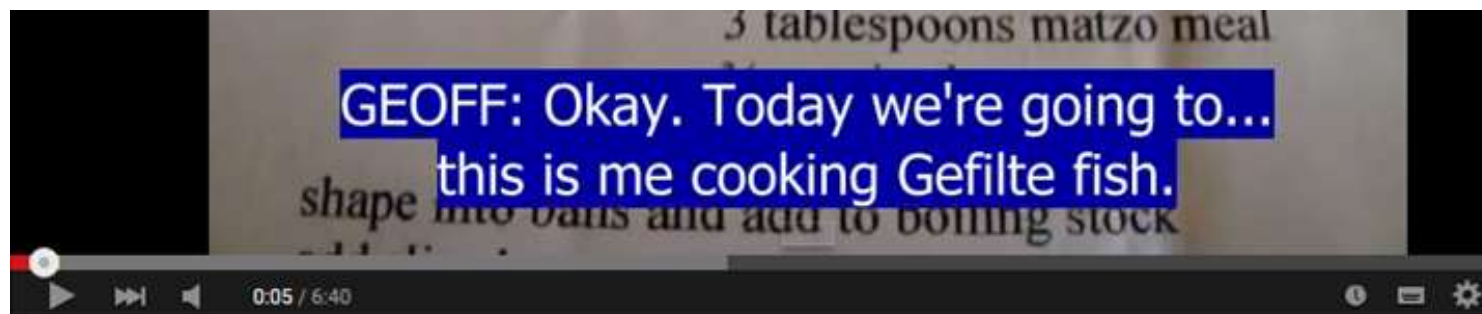 3 tablespoons matzo meal
GEOFF: Okay. Today we're going to...
this is me cooking Gefilte fish.
shape into balls and add to boiling stock
0:05 / 6:40